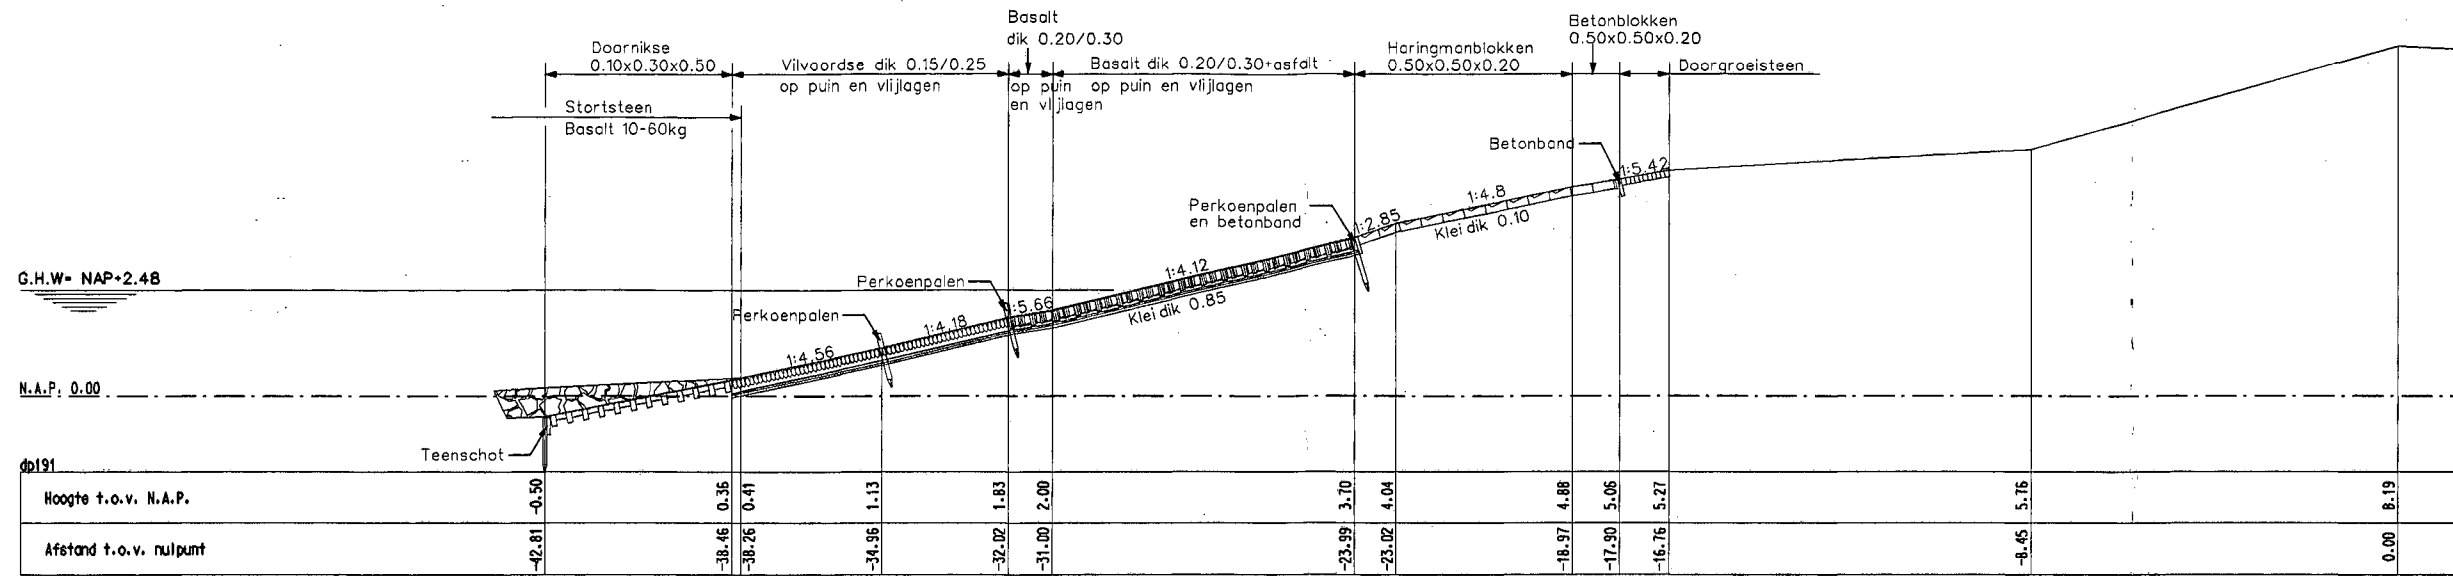 Basalt
dik 0.20/0.30
Betonblokken
0.50x0.50x0.20
Doornikse
0.10x0.30x0.50
Vilvoordse dik 0.15/0.25
op puin en vlijlagen
op puin
en vlijlagen
Basalt dik 0.20/0.30+asfalt
op puin en vlijlagen
Haringmanblokken
0.50x0.50x0.20
Doorgroeisteen
Stortsteen
Basalt 10-60kg
Betonband
1:5.42
1:4.8
Perkoenpalen
en betonband
1:2.85
Klei dik 0.10
G.H.W= NAP+2.48
Perkoenpalen
1:4.12
1:5.66
Klei dik 0.85
Perkoenpalen
1:4.18
1:4.56
N.A.P. 0.00
Teenschot
dp191
Hoogte t.o.v. N.A.P. -0.50 0.36 0.41 1.13 1.83 2.00 3.70 4.04 4.88 5.06 5.27 5.76 8.19
Afstand t.o.v. nulpunt -42.81 -38.46 -38.26 -34.96 -32.02 -31.00 -23.99 -23.02 -18.97 -17.90 -16.76 -8.45 0.00